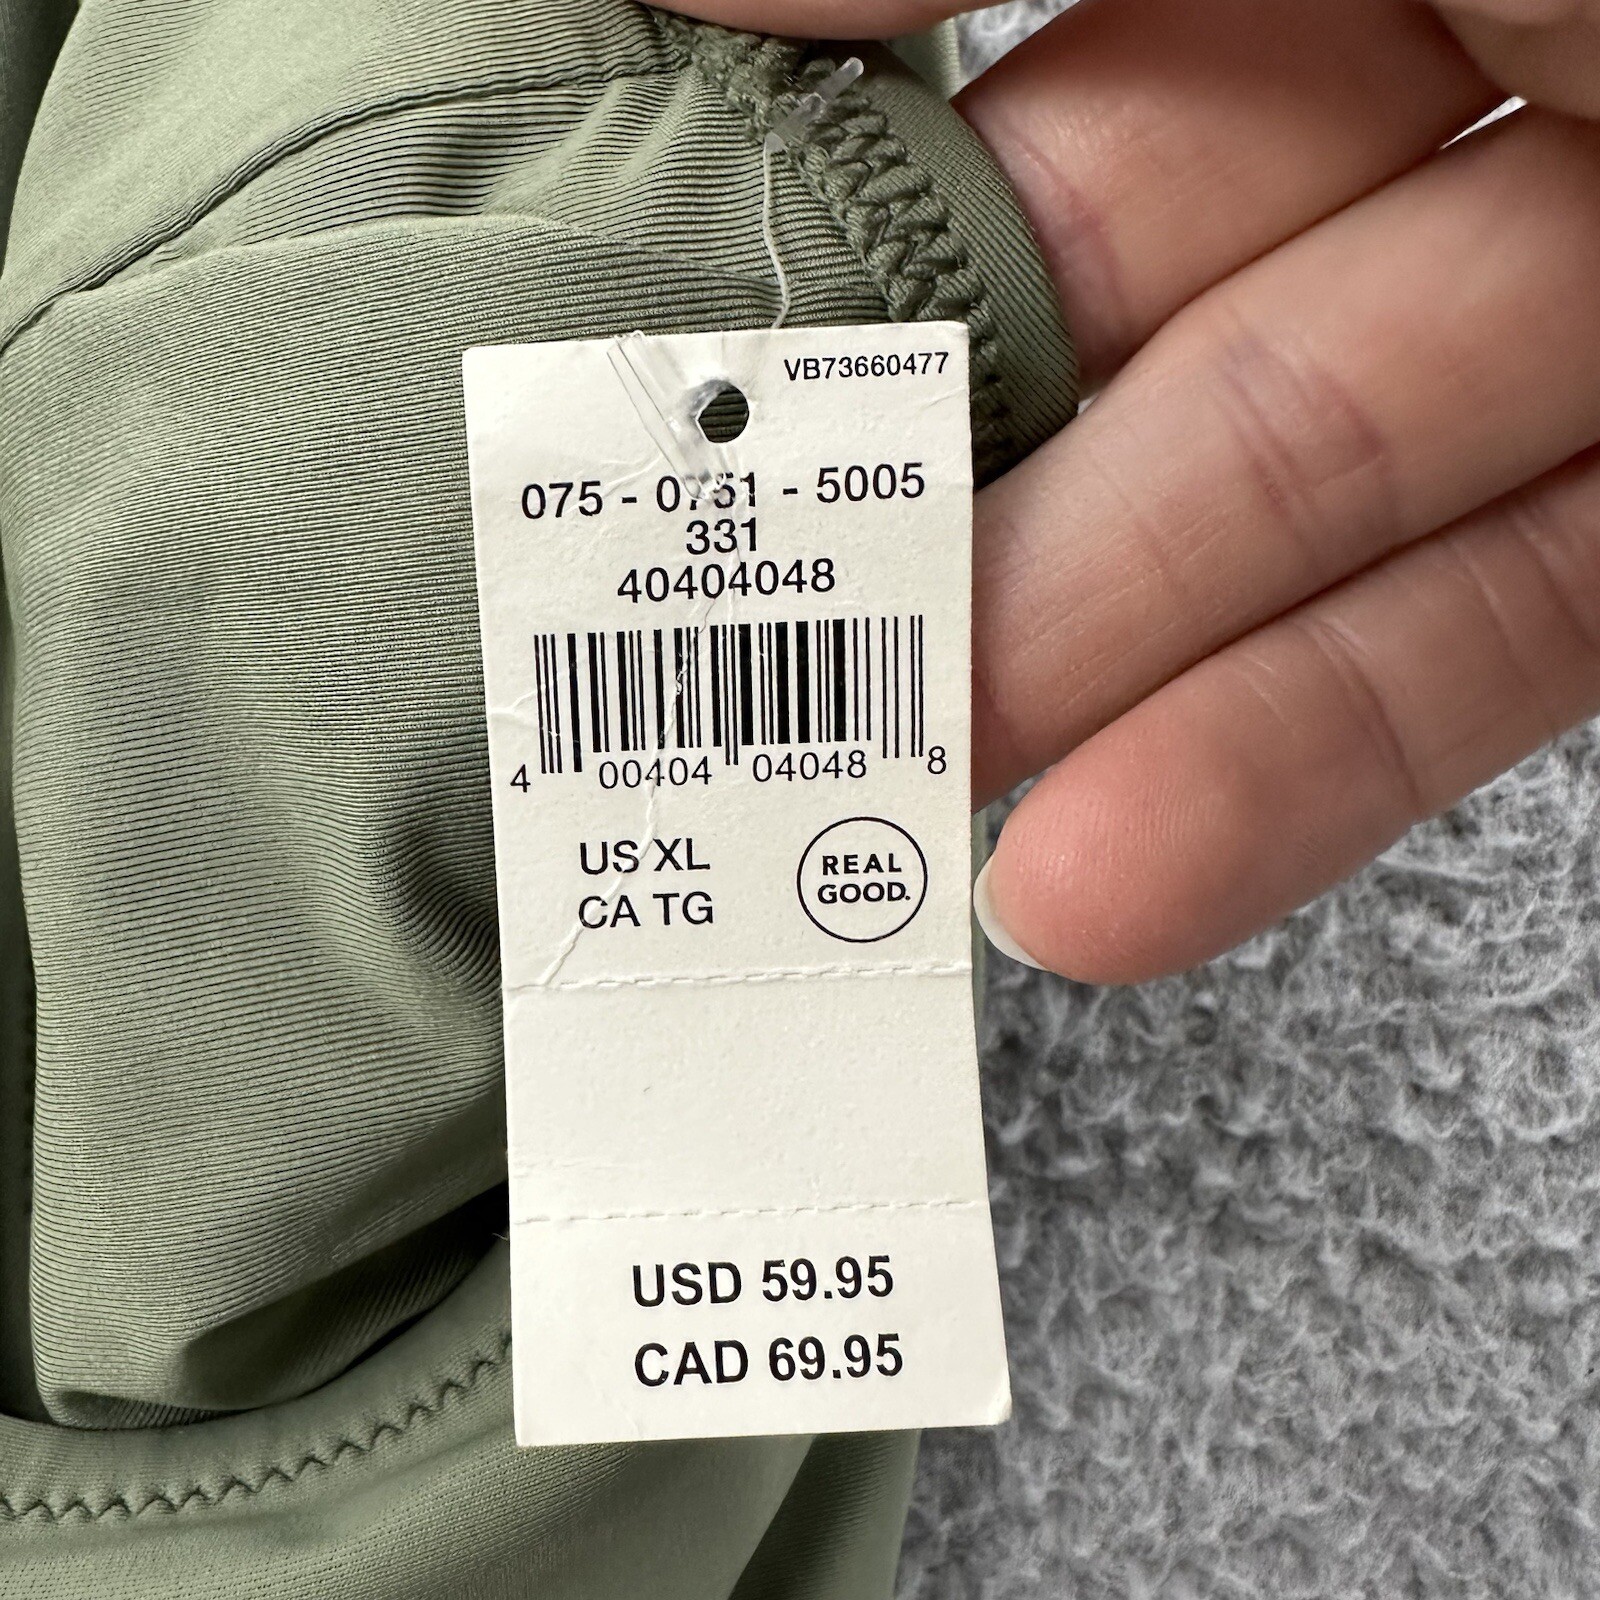 VB73660477
075 - 0751 - 5005
331
40404048
4 00404 04048 8
US XL
CA TG
REAL
GOOD.
USD 59.95
CAD 69.95